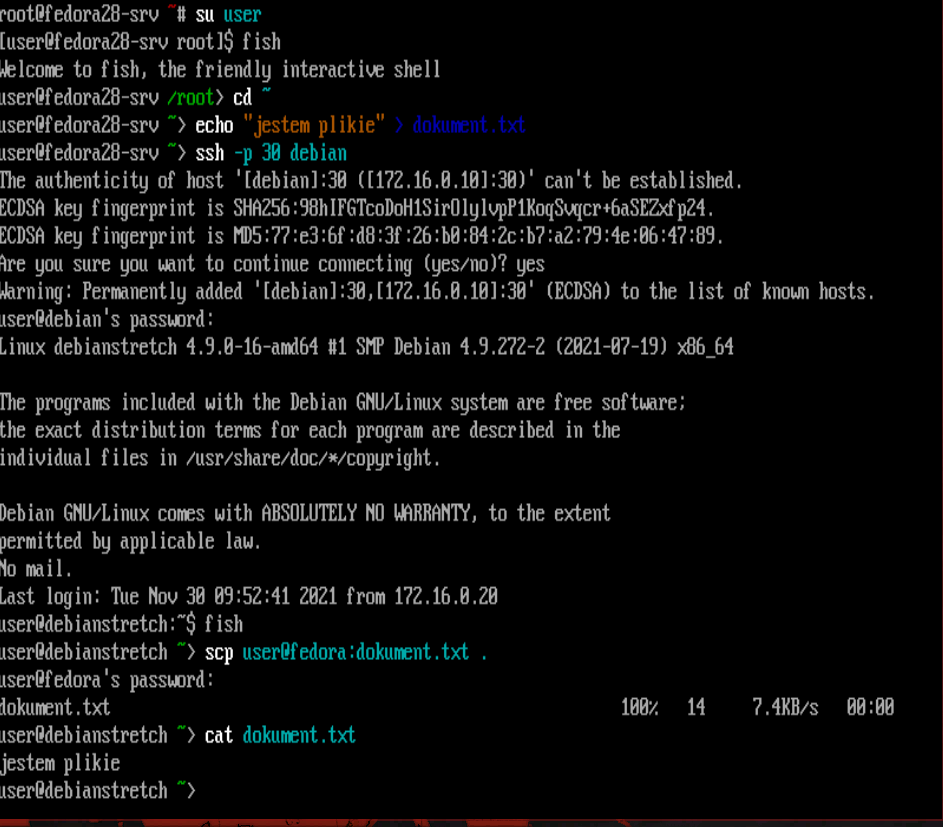 root@fedora28-srv ~# su user
[user@fedora28-srv root]$ fish
Welcome to fish, the friendly interactive shell
user@fedora28-srv /root> cd ~
user@fedora28-srv ~> echo "jestem plikie" > dokument.txt
user@fedora28-srv ~> ssh -p 30 debian
The authenticity of host '[debian]:30 ([172.16.0.10]:30)' can't be established.
ECDSA key fingerprint is SHA256:98hIFGTcoDoH1SirOlylvpP1KoqSvqcr+6aSEZxfp24.
ECDSA key fingerprint is MD5:77:e3:6f:d8:3f:26:b0:84:2c:b7:a2:79:4e:06:47:89.
Are you sure you want to continue connecting (yes/no)? yes
Warning: Permanently added '[debian]:30,[172.16.0.10]:30' (ECDSA) to the list of known hosts.
user@debian's password:
Linux debianstretch 4.9.0-16-amd64 #1 SMP Debian 4.9.272-2 (2021-07-19) x86_64
The programs included with the Debian GNU/Linux system are free software;
the exact distribution terms for each program are described in the
individual files in /usr/share/doc/*/copyright.
Debian GNU/Linux comes with ABSOLUTELY NO WARRANTY, to the extent
permitted by applicable law.
No mail.
Last login: Tue Nov 30 09:52:41 2021 from 172.16.0.20
user@debianstretch:~$ fish
user@debianstretch ~> scp user@fedora:dokument.txt .
user@fedora's password:
dokument.txt 100% 14 7.4KB/s 00:00
user@debianstretch ~> cat dokument.txt
jestem plikie
user@debianstretch ~>